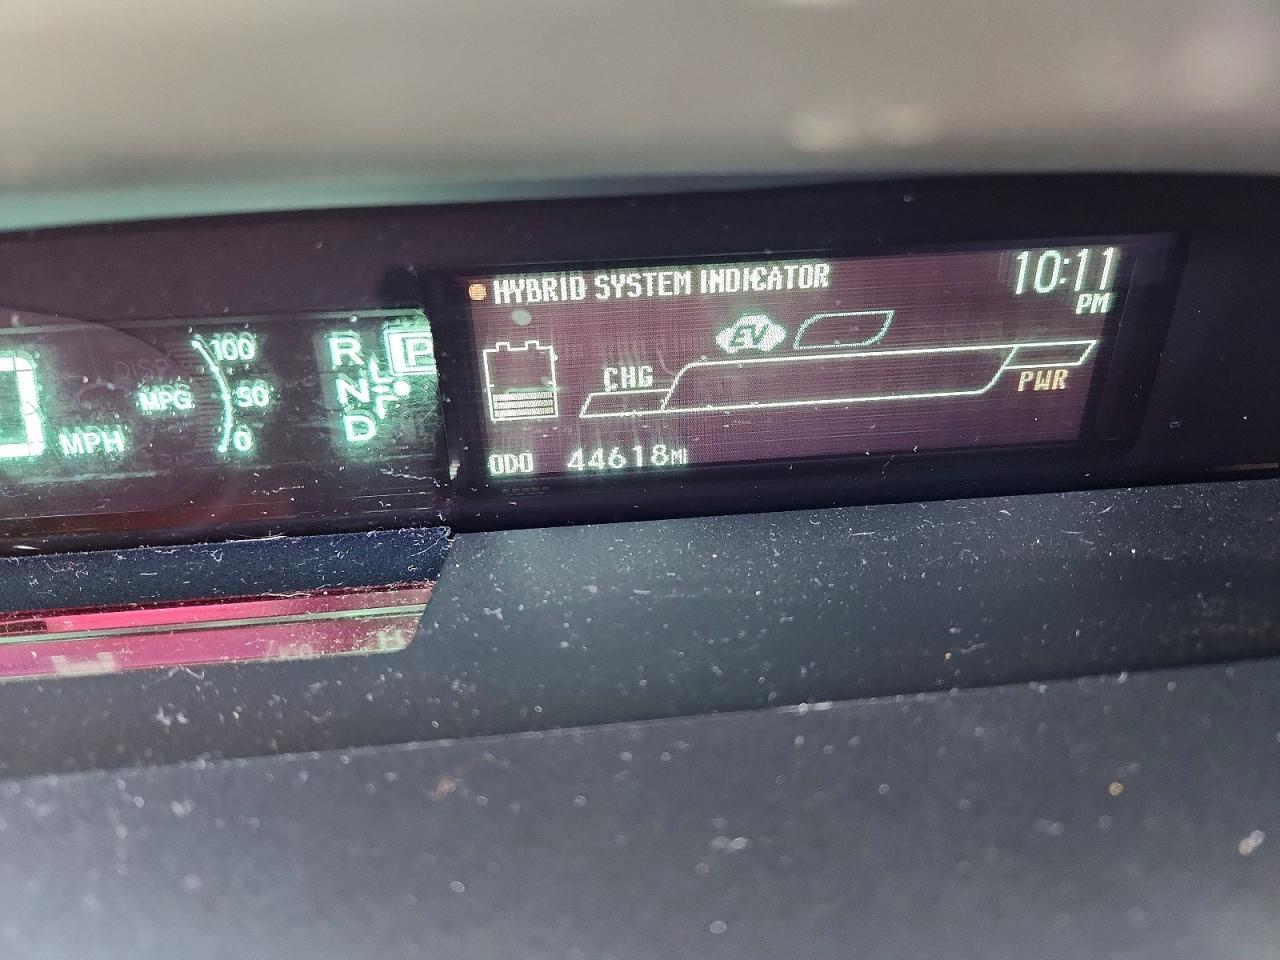 HYBRID SYSTEM INDICATOR
10:11
PM
EV
CHG
PWR
ODO 44618MI
100
MPG 50
0
MPH
R
N
D
P